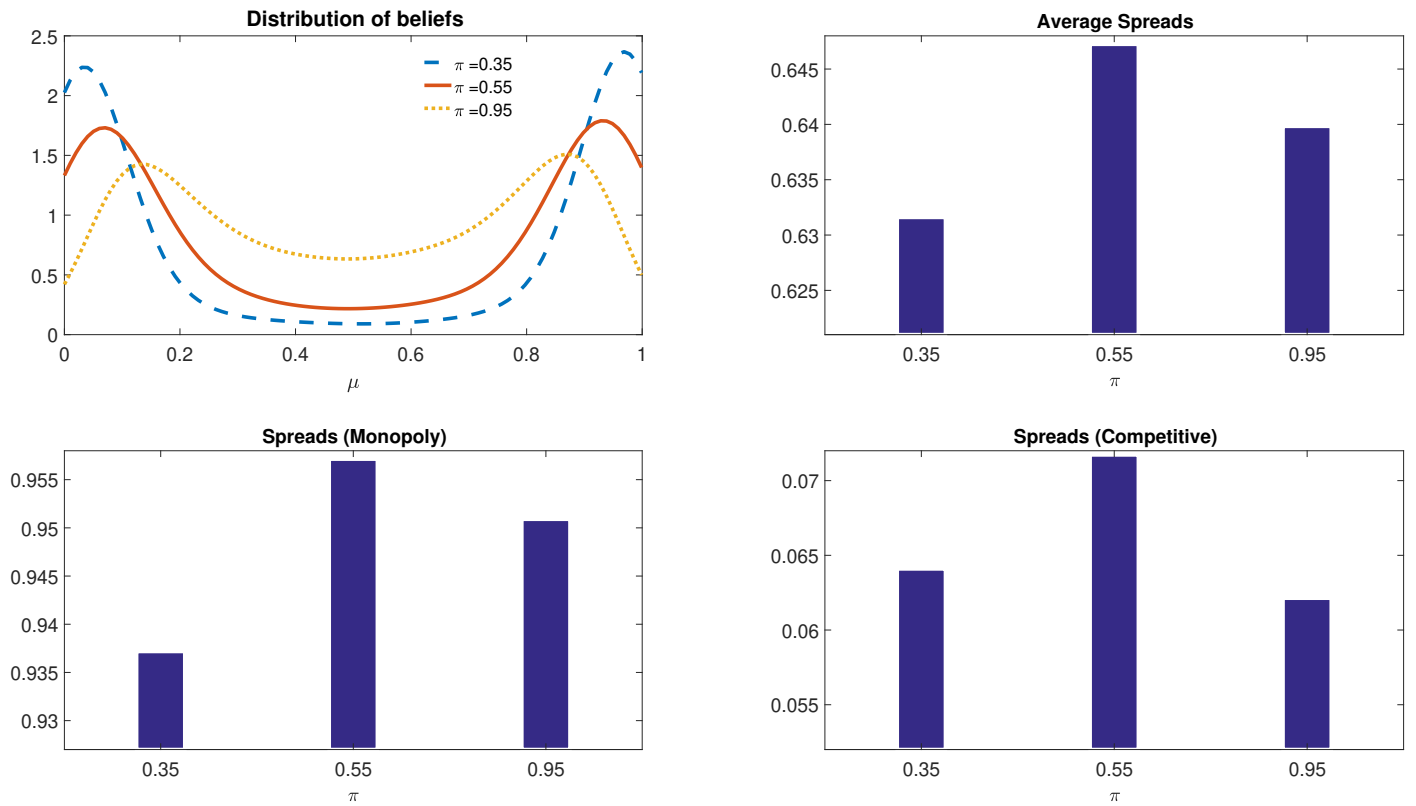 Distribution of beliefs
2.5
2
1.5
1
0.5
0
π =0.35
π =0.55
π =0.95
0 0.2 0.4 0.6 0.8 1
μ
Average Spreads
0.645
0.64
0.635
0.63
0.625
0.35 0.55 0.95
π
Spreads (Monopoly)
0.955
0.95
0.945
0.94
0.935
0.93
0.35 0.55 0.95
π
Spreads (Competitive)
0.07
0.065
0.06
0.055
0.35 0.55 0.95
π